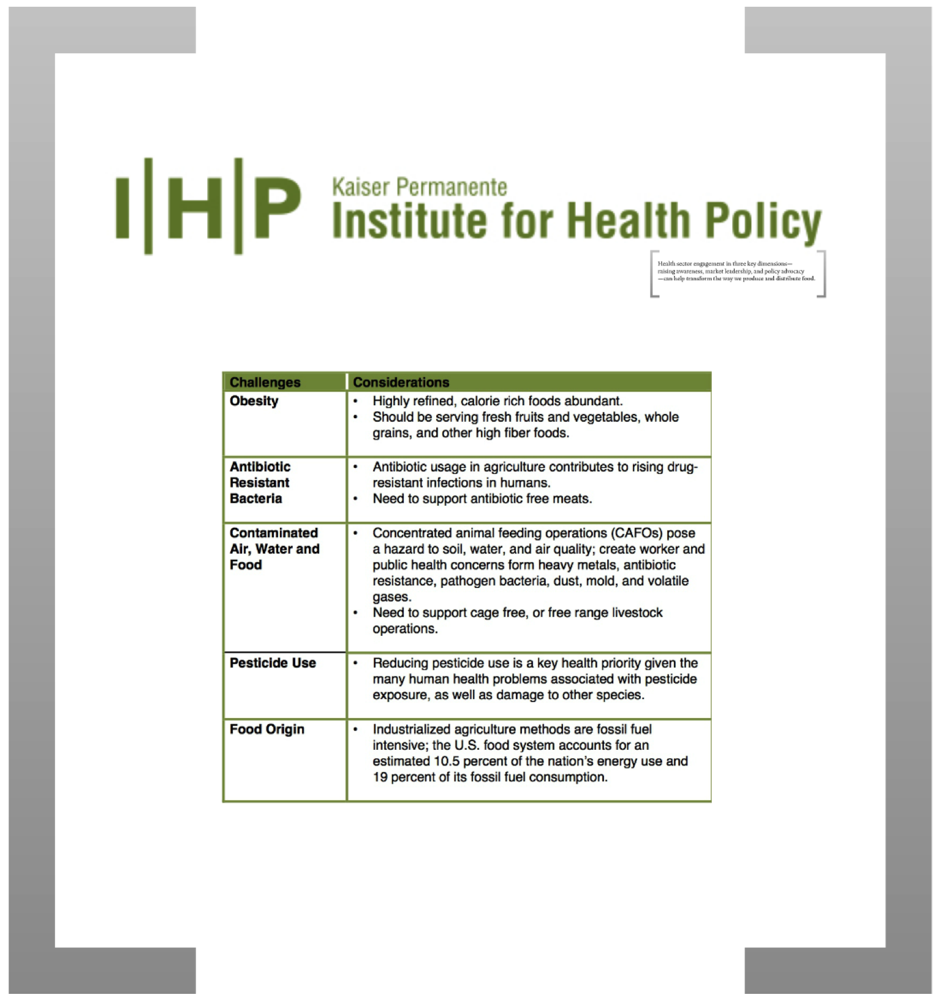 I|H|P
Kaiser Permanente
Institute for Health Policy
Health sector engagement in three key dimensions—
raising awareness, market leadership, and policy advocacy
—can help transform the way we produce and distribute food.
Challenges
Considerations
Obesity
• Highly refined, calorie rich foods abundant.
• Should be serving fresh fruits and vegetables, whole
grains, and other high fiber foods.
Antibiotic
Resistant
Bacteria
• Antibiotic usage in agriculture contributes to rising drug-
resistant infections in humans.
• Need to support antibiotic free meats.
Contaminated
Air, Water and
Food
• Concentrated animal feeding operations (CAFOs) pose
a hazard to soil, water, and air quality; create worker and
public health concerns form heavy metals, antibiotic
resistance, pathogen bacteria, dust, mold, and volatile
gases.
• Need to support cage free, or free range livestock
operations.
Pesticide Use
• Reducing pesticide use is a key health priority given the
many human health problems associated with pesticide
exposure, as well as damage to other species.
Food Origin
• Industrialized agriculture methods are fossil fuel
intensive; the U.S. food system accounts for an
estimated 10.5 percent of the nation's energy use and
19 percent of its fossil fuel consumption.